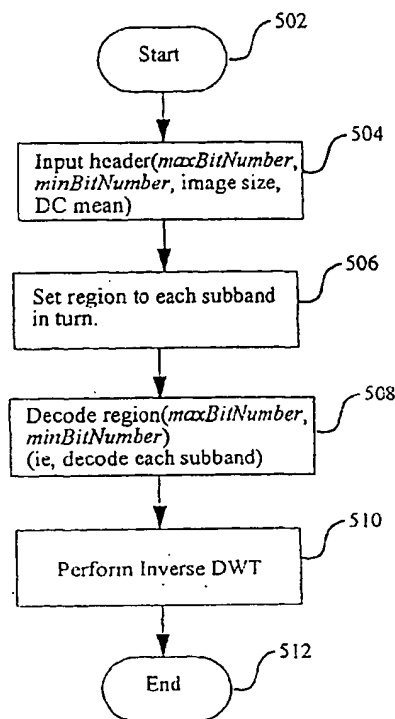 502
Start
504
Input header(maxBitNumber,
minBitNumber, image size,
DC mean)
506
Set region to each subband
in turn.
508
Decode region(maxBitNumber,
minBitNumber)
(ie, decode each subband)
510
Perform Inverse DWT
512
End